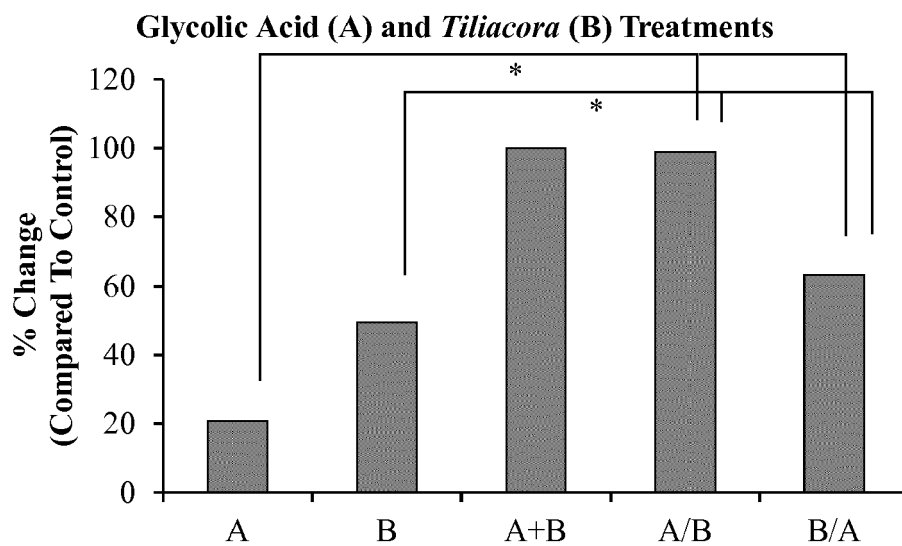 Glycolic Acid (A) and Tiliacora (B) Treatments
% Change
(Compared To Control)
120
100
80
60
40
20
0
*
*
A
B
A+B
A/B
B/A